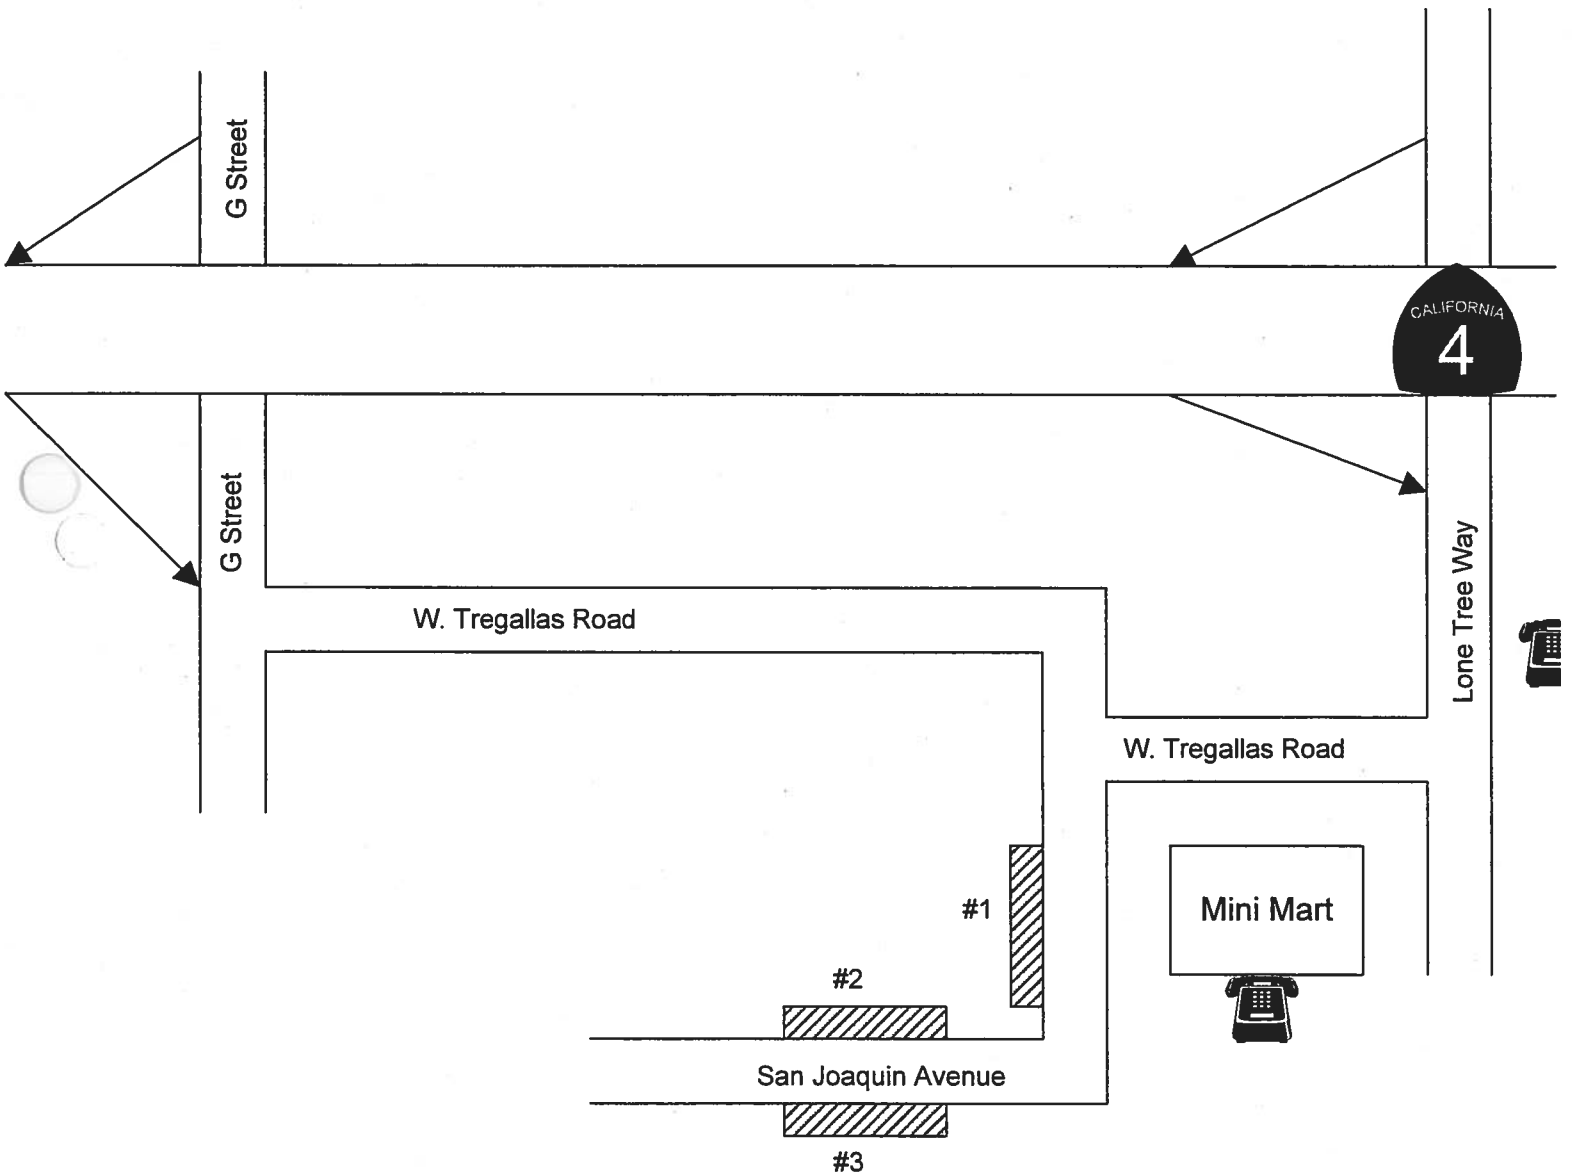 G Street
CALIFORNIA
4
G Street
Lone Tree Way
W. Tregallas Road
W. Tregallas Road
#1
Mini Mart
#2
San Joaquin Avenue
#3